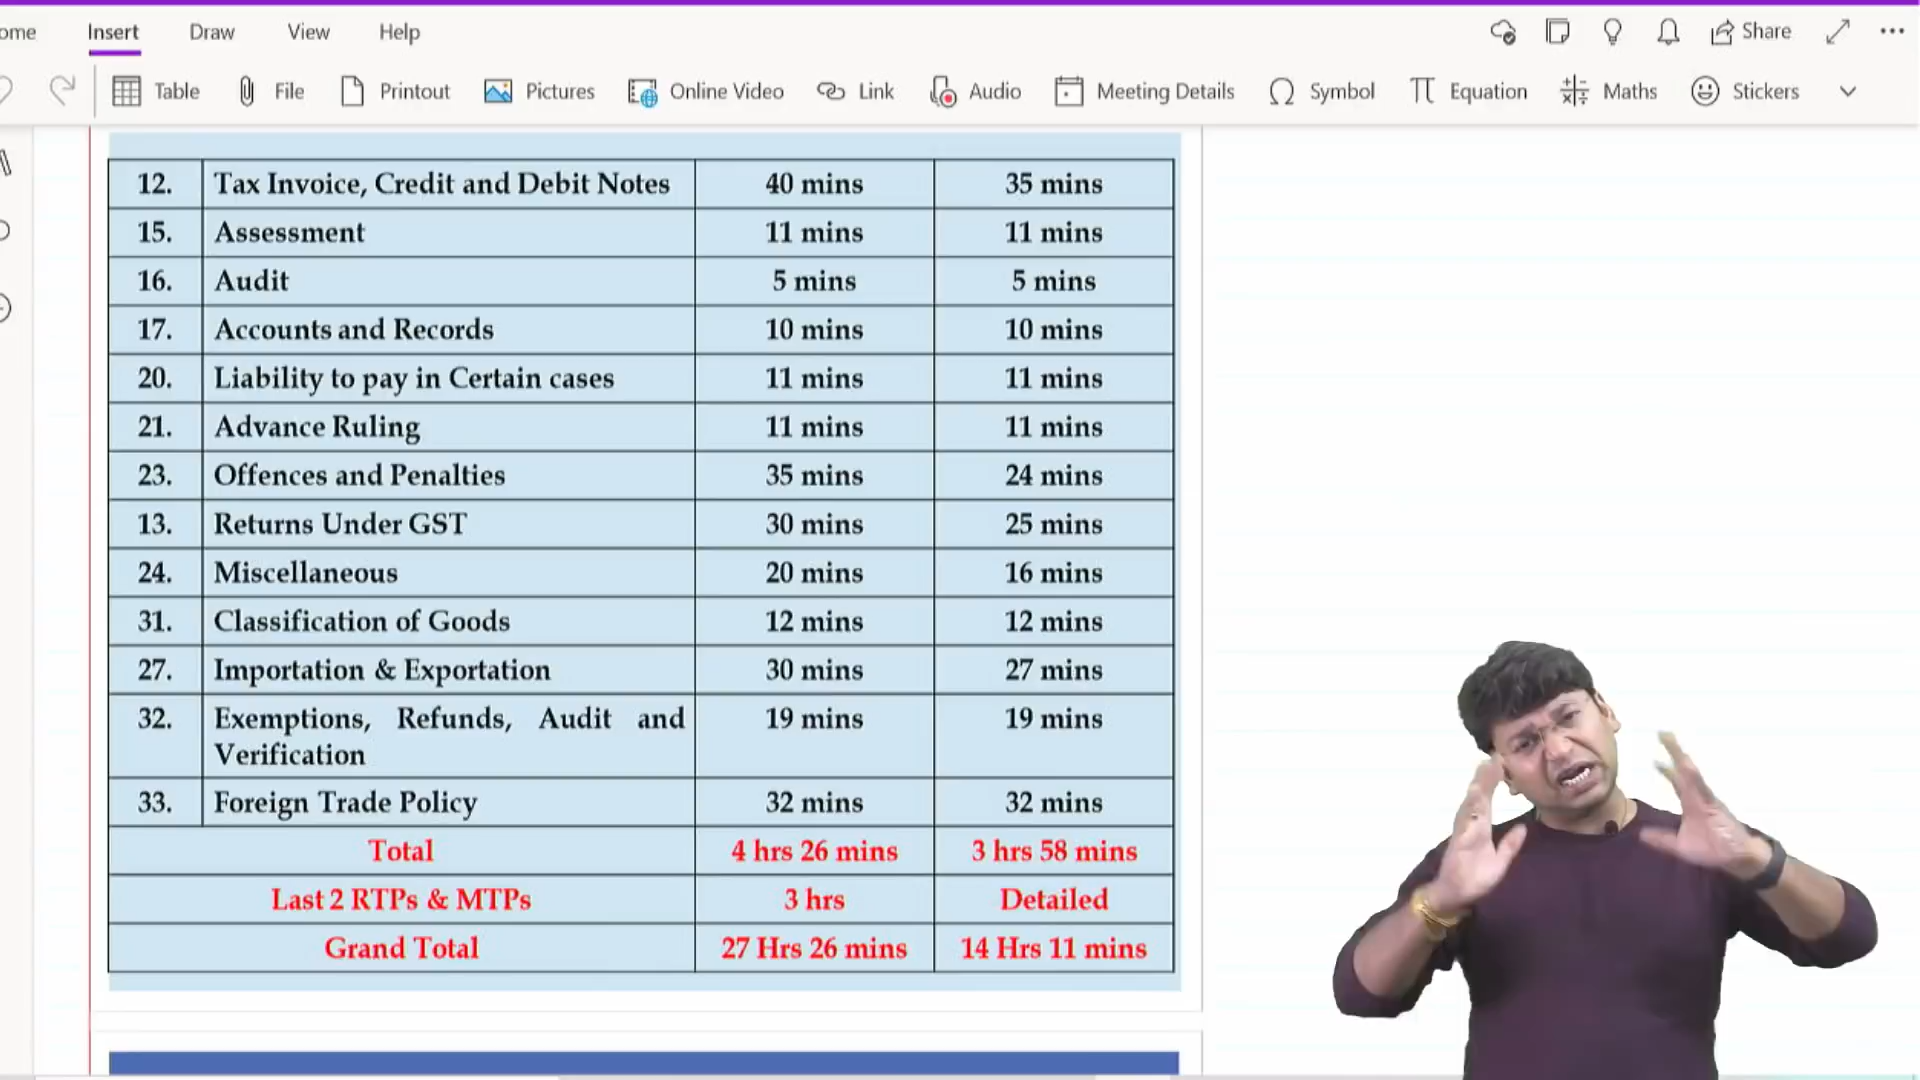 ome Insert Draw View Help Share
Table File Printout Pictures Online Video Link Audio Meeting Details Symbol Equation Maths Stickers
12. Tax Invoice, Credit and Debit Notes 40 mins 35 mins
15. Assessment 11 mins 11 mins
16. Audit 5 mins 5 mins
17. Accounts and Records 10 mins 10 mins
20. Liability to pay in Certain cases 11 mins 11 mins
21. Advance Ruling 11 mins 11 mins
23. Offences and Penalties 35 mins 24 mins
13. Returns Under GST 30 mins 25 mins
24. Miscellaneous 20 mins 16 mins
31. Classification of Goods 12 mins 12 mins
27. Importation & Exportation 30 mins 27 mins
32. Exemptions, Refunds, Audit and 19 mins 19 mins
Verification
33. Foreign Trade Policy 32 mins 32 mins
Total 4 hrs 26 mins 3 hrs 58 mins
Last 2 RTPs & MTPs 3 hrs Detailed
Grand Total 27 Hrs 26 mins 14 Hrs 11 mins